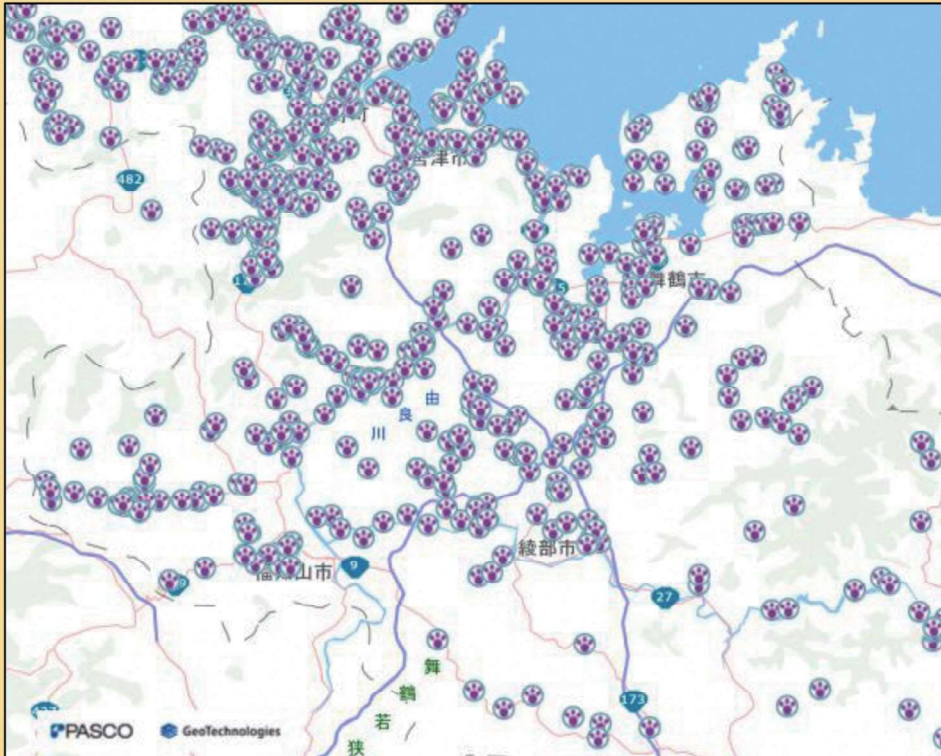 482
宮津市
舞鶴市
由
良
川
綾部市
福知山市
9
27
173
舞
鶴
若
狭
PASCO
GeoTechnologies